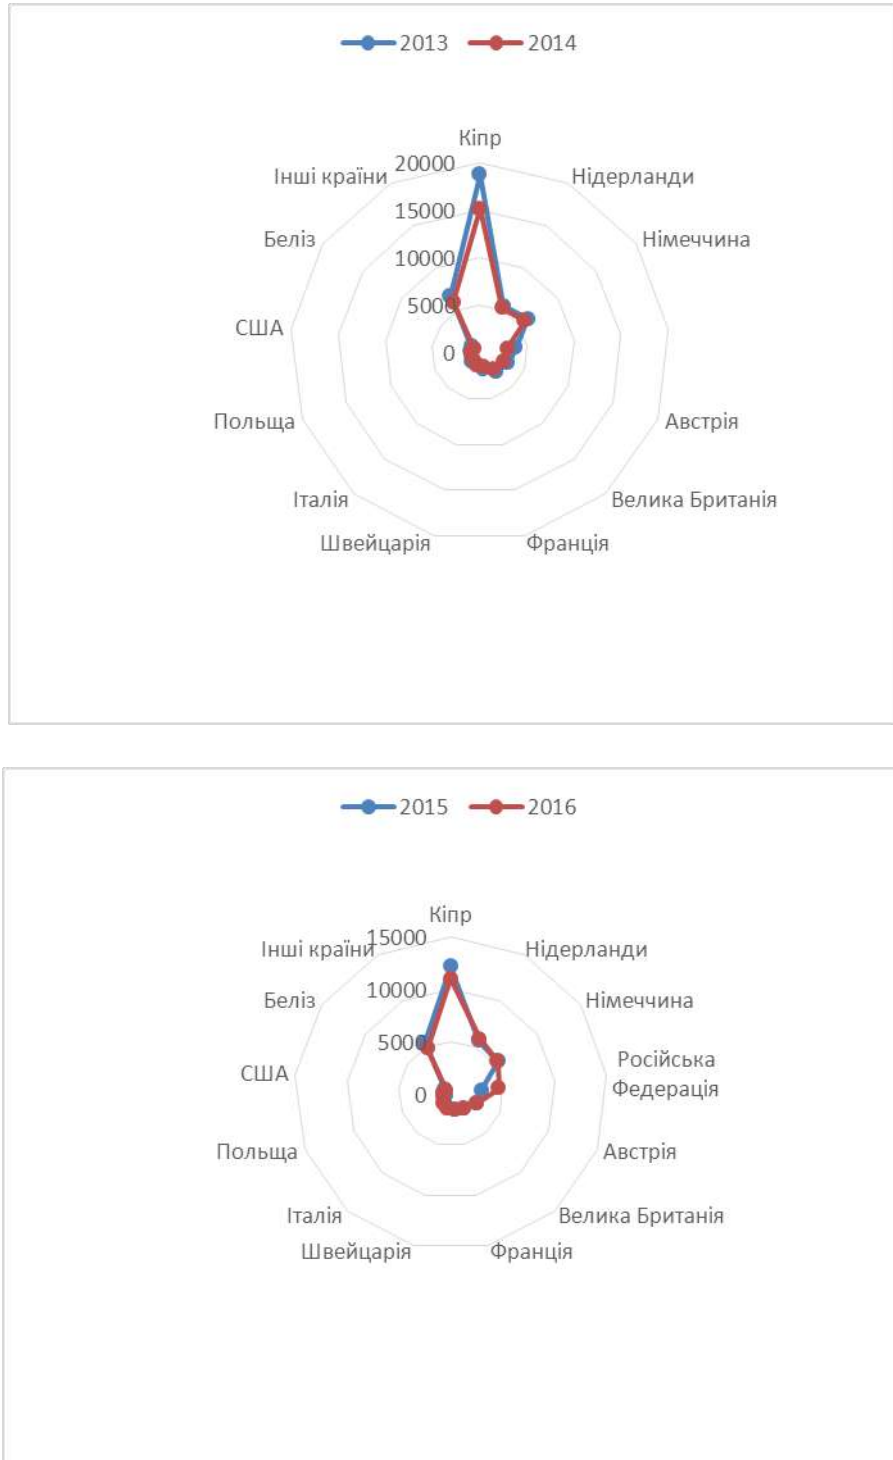 2013 2014
Кіпр
20000
Інші країни
Нідерланди
15000
Беліз
Німеччина
10000
5000
США
0
Польща
Австрія
Італія
Велика Британія
Швейцарія
Франція
2015 2016
Кіпр
15000
Інші країни
Нідерланди
10000
Беліз
Німеччина
5000
США
Російська
Федерація
0
Польща
Австрія
Італія
Велика Британія
Швейцарія
Франція